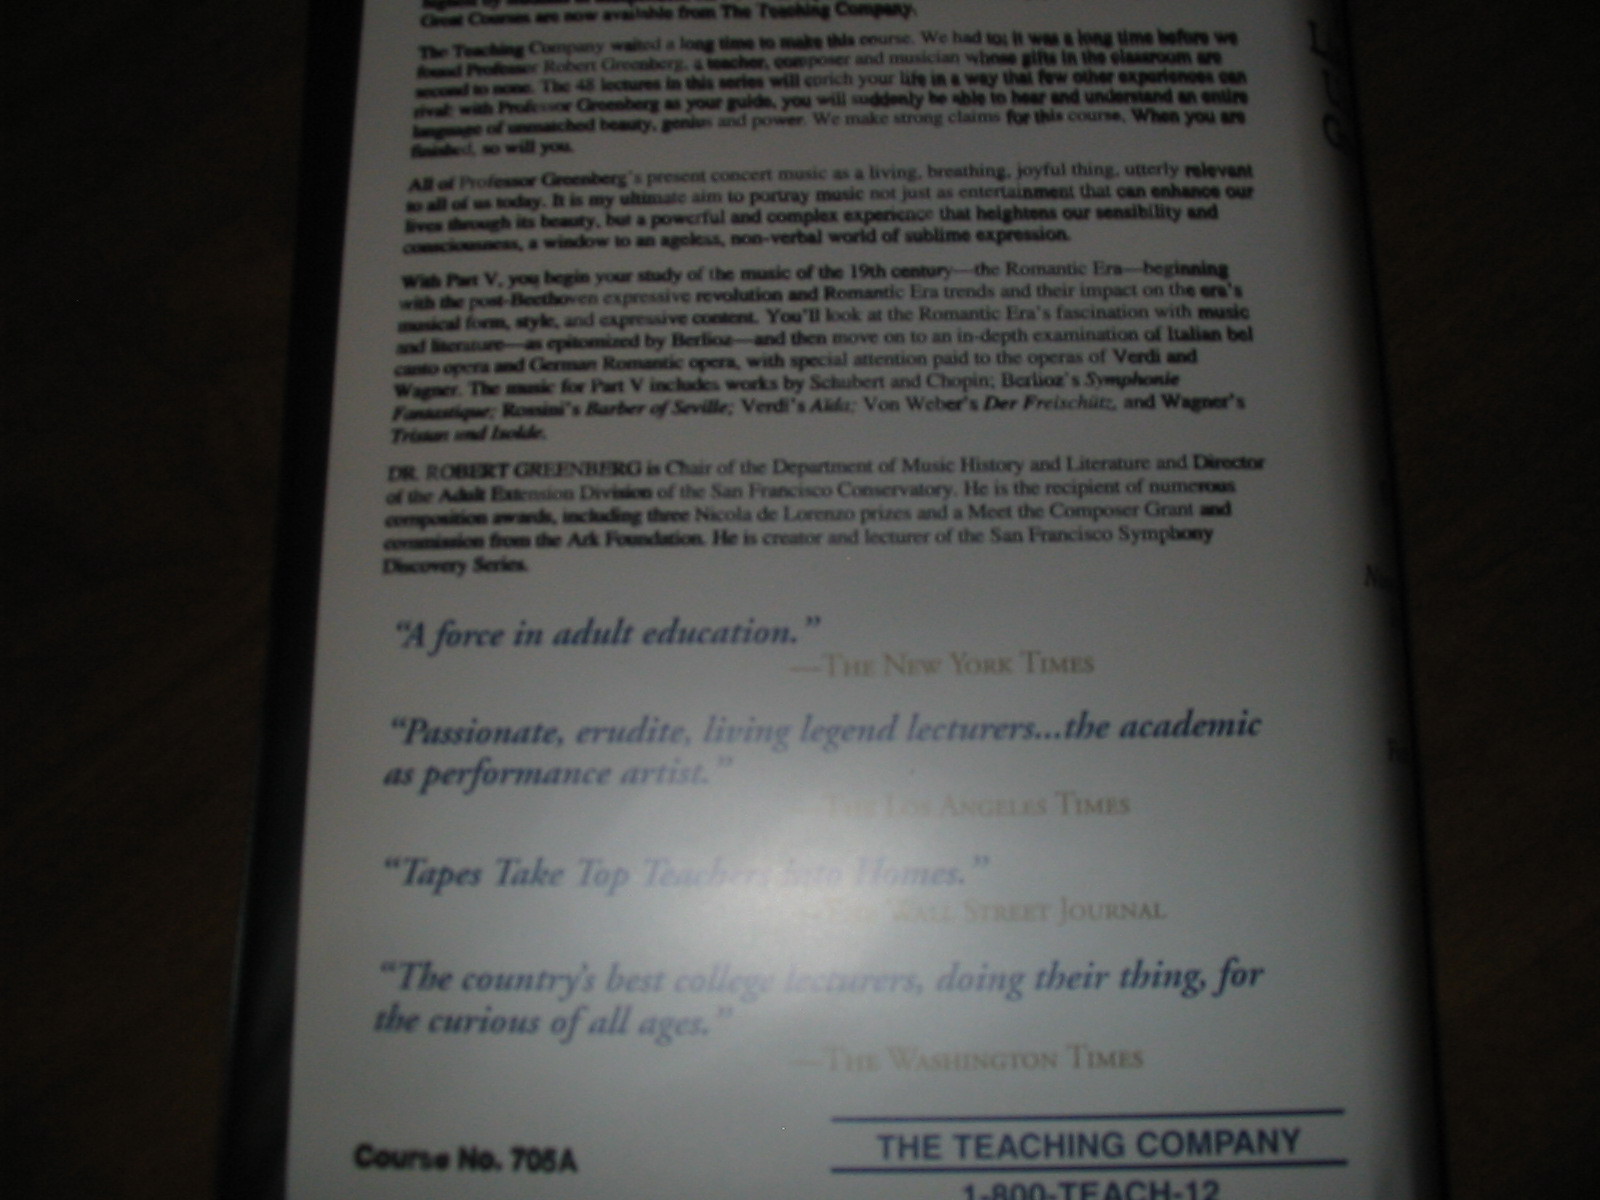 Great Courses are now available from The Teaching Company.
The Teaching Company waited a long time to make this course. We had to; it was a long time before we
found Professor Robert Greenberg, a teacher, composer and musician whose gifts in the classroom are
second to none. The 48 lectures in this series will enrich your life in a way that few other experiences can
rival: with Professor Greenberg as your guide, you will suddenly be able to hear and understand an entire
language of unmatched beauty, genius and power. We make strong claims for this course. When you are
finished, so will you.
All of Professor Greenberg's present concert music as a living, breathing, joyful thing, utterly relevant
to all of us today. It is my ultimate aim to portray music not just as entertainment that can enhance our
lives through its beauty, but a powerful and complex experience that heightens our sensibility and
consciousness, a window to an ageless, non-verbal world of sublime expression.
With Part V, you begin your study of the music of the 19th century—the Romantic Era—beginning
with the post-Beethoven expressive revolution and Romantic Era trends and their impact on the era's
musical form, style, and expressive content. You'll look at the Romantic Era's fascination with music
and literature—as epitomized by Berlioz—and then move on to an in-depth examination of Italian bel
canto opera and German Romantic opera, with special attention paid to the operas of Verdi and
Wagner. The music for Part V includes works by Schubert and Chopin; Berlioz's Symphonie
Fantastique; Rossini's Barber of Seville; Verdi's Aida; Von Weber's Der Freischütz, and Wagner's
Tristan und Isolde.
DR. ROBERT GREENBERG is Chair of the Department of Music History and Literature and Director
of the Adult Extension Division of the San Francisco Conservatory. He is the recipient of numerous
composition awards, including three Nicola de Lorenzo prizes and a Meet the Composer Grant and
commission from the Ark Foundation. He is creator and lecturer of the San Francisco Symphony
Discovery Series.
“A force in adult education.”
—THE NEW YORK TIMES
“Passionate, erudite, living legend lecturers...the academic
as performance artist.”
—THE LOS ANGELES TIMES
“Tapes Take Top Teachers into Homes.”
—THE WALL STREET JOURNAL
“The country's best college lecturers, doing their thing, for
the curious of all ages.”
—THE WASHINGTON TIMES
Course No. 705A
THE TEACHING COMPANY
1-800-TEACH-12